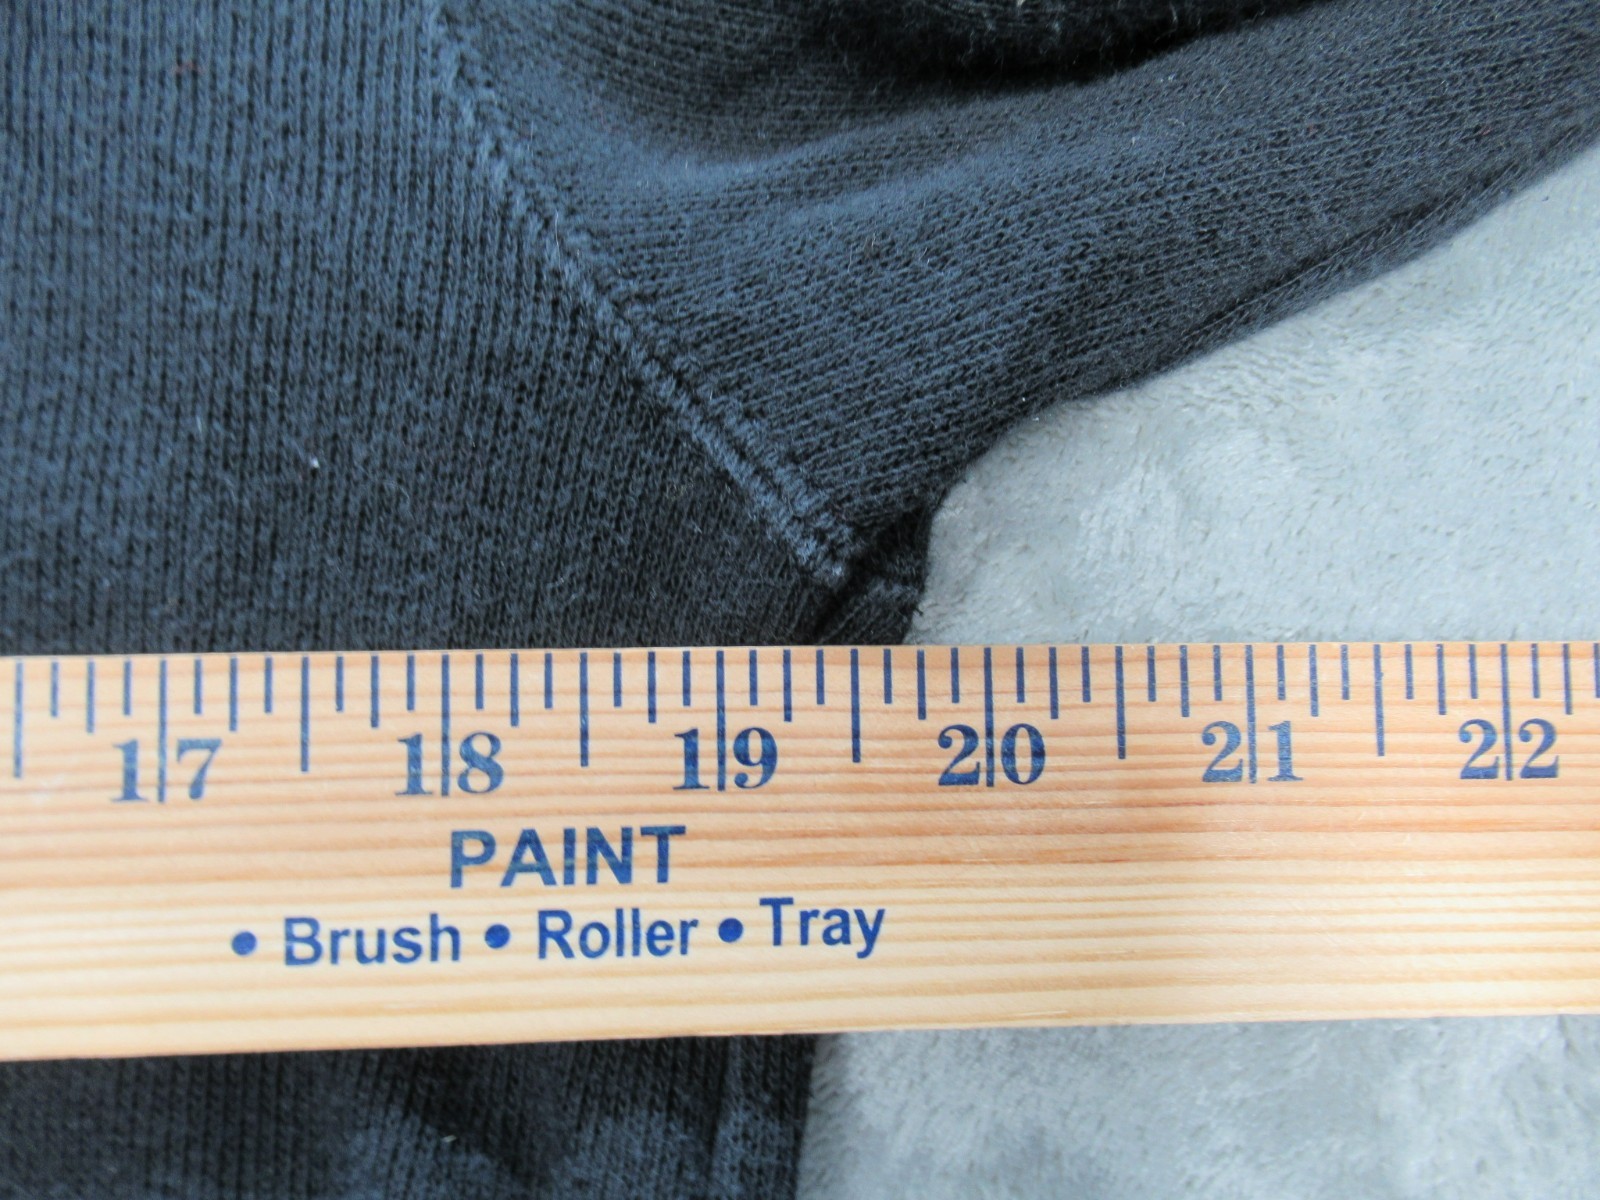 17 18 19 20 21 22
PAINT
• Brush • Roller • Tray